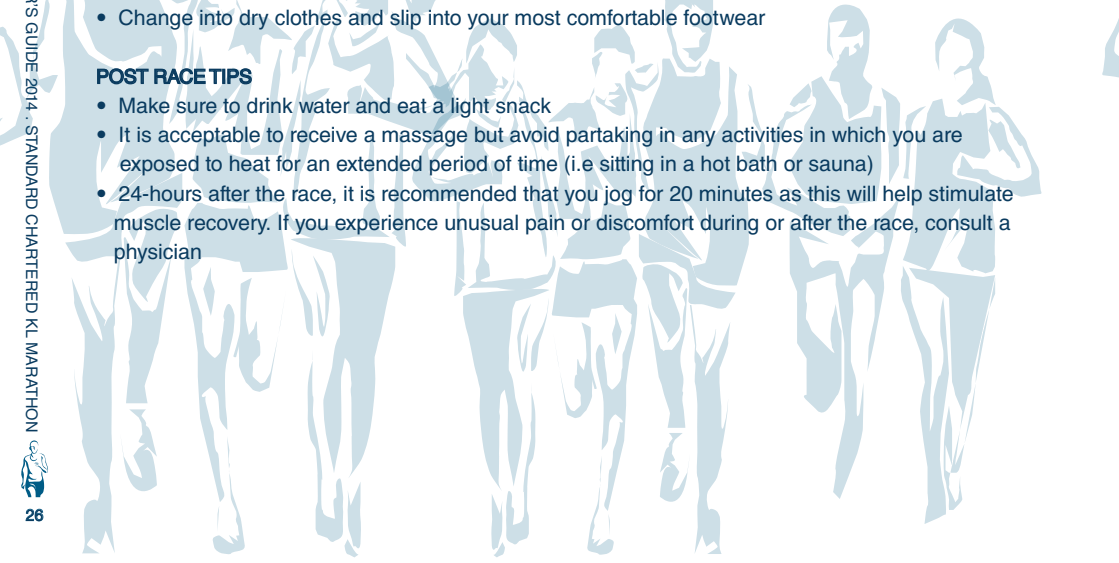 • Change into dry clothes and slip into your most comfortable footwear
POST RACE TIPS
• Make sure to drink water and eat a light snack
• It is acceptable to receive a massage but avoid partaking in any activities in which you are
exposed to heat for an extended period of time (i.e sitting in a hot bath or sauna)
• 24-hours after the race, it is recommended that you jog for 20 minutes as this will help stimulate
muscle recovery. If you experience unusual pain or discomfort during or after the race, consult a
physician
'S GUIDE 2014 . STANDARD CHARTERED KL MARATHON
26